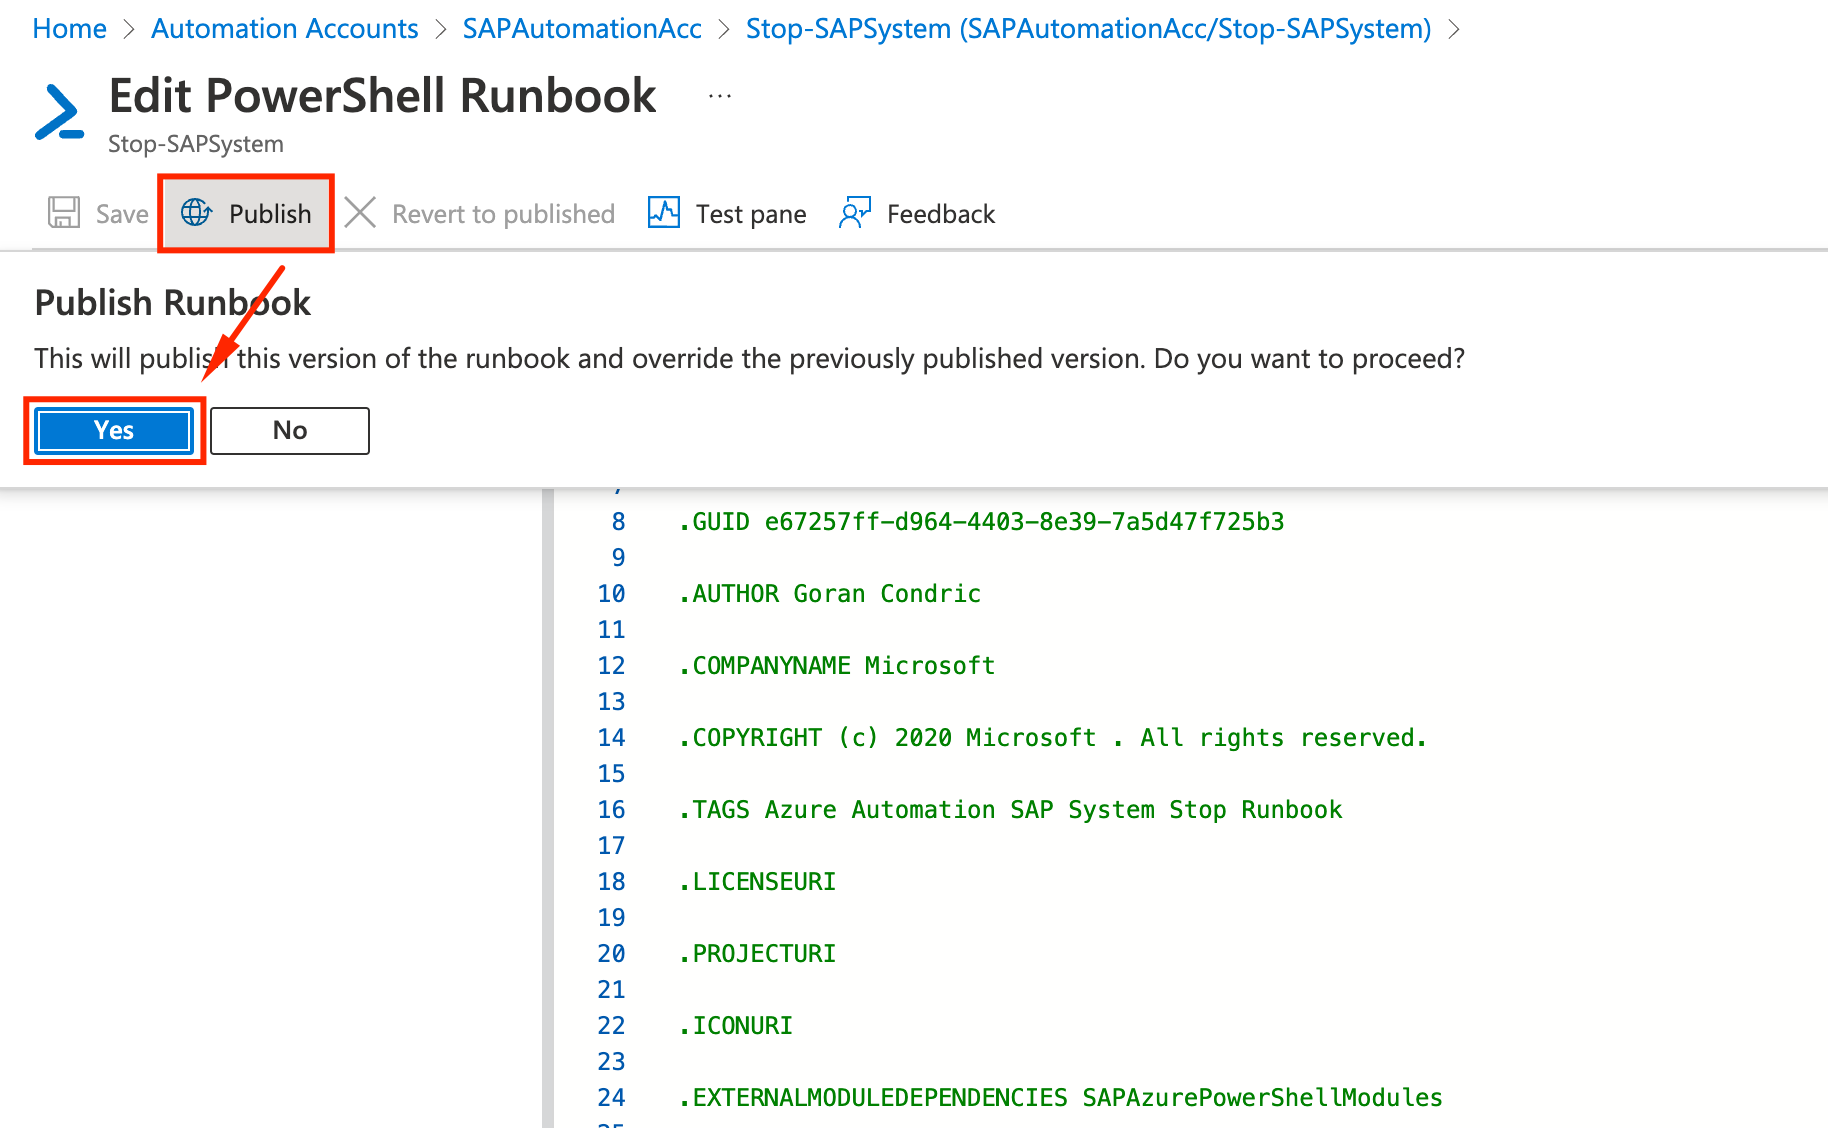 Home > Automation Accounts > SAPAutomationAcc > Stop-SAPSystem (SAPAutomationAcc/Stop-SAPSystem) >
Edit PowerShell Runbook ...
Stop-SAPSystem
Save Publish Revert to published Test pane Feedback
Publish Runbook
This will publish this version of the runbook and override the previously published version. Do you want to proceed?
Yes No
8 .GUID e67257ff-d964-4403-8e39-7a5d47f725b3
9
10 .AUTHOR Goran Condric
11
12 .COMPANYNAME Microsoft
13
14 .COPYRIGHT (c) 2020 Microsoft . All rights reserved.
15
16 .TAGS Azure Automation SAP System Stop Runbook
17
18 .LICENSEURI
19
20 .PROJECTURI
21
22 .ICONURI
23
24 .EXTERNALMODULEDEPENDENCIES SAPAzurePowerShellModules